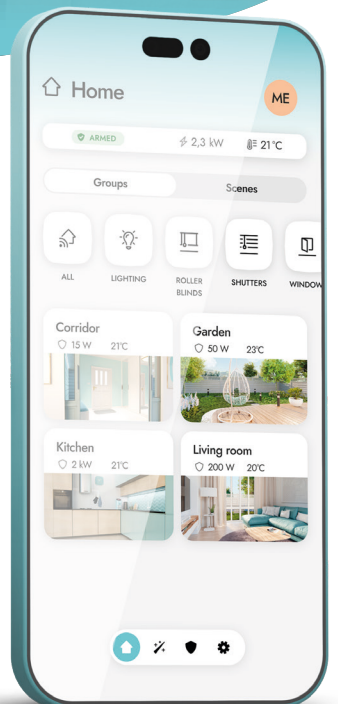 Home
ME
ARMED 2,3 kW 21°C
Groups Scenes
ALL LIGHTING ROLLER BLINDS SHUTTERS WINDOW
Corridor
15 W 21°C
Garden
50 W 23°C
Kitchen
2 kW 21°C
Living room
200 W 20°C